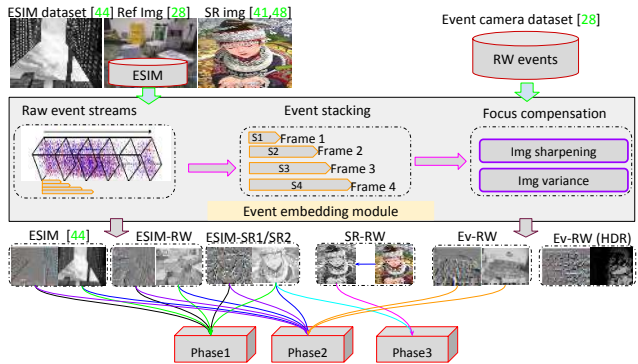 ESIM dataset [44] Ref Img [28] SR img [41,48]
Event camera dataset [28]
ESIM
RW events
Raw event streams
Event stacking
Focus compensation
S1 Frame 1
S2 Frame 2
S3 Frame 3
S4 Frame 4
Img sharpening
Img variance
Event embedding module
ESIM [44]
ESIM-RW
ESIM-SR1/SR2
SR-RW
Ev-RW
Ev-RW (HDR)
Phase1
Phase2
Phase3